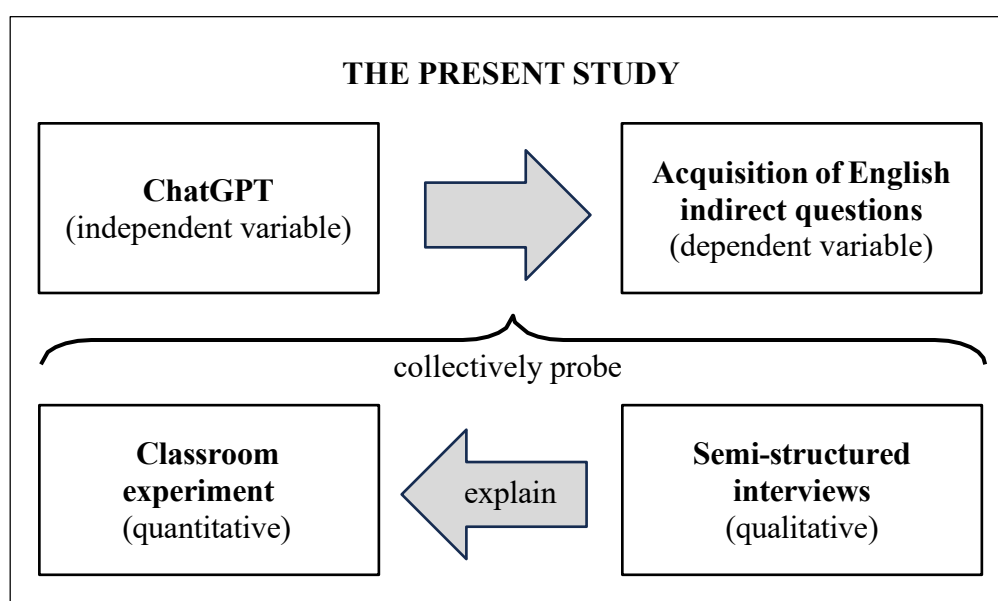 THE PRESENT STUDY
ChatGPT
(independent variable)
Acquisition of English
indirect questions
(dependent variable)
collectively probe
Classroom
experiment
(quantitative)
explain
Semi-structured
interviews
(qualitative)